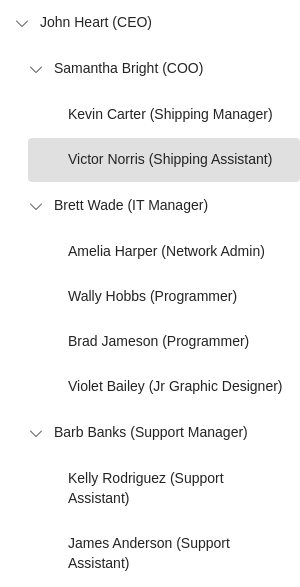 John Heart (CEO)
Samantha Bright (COO)
Kevin Carter (Shipping Manager)
Victor Norris (Shipping Assistant)
Brett Wade (IT Manager)
Amelia Harper (Network Admin)
Wally Hobbs (Programmer)
Brad Jameson (Programmer)
Violet Bailey (Jr Graphic Designer)
Barb Banks (Support Manager)
Kelly Rodriguez (Support
Assistant)
James Anderson (Support
Assistant)